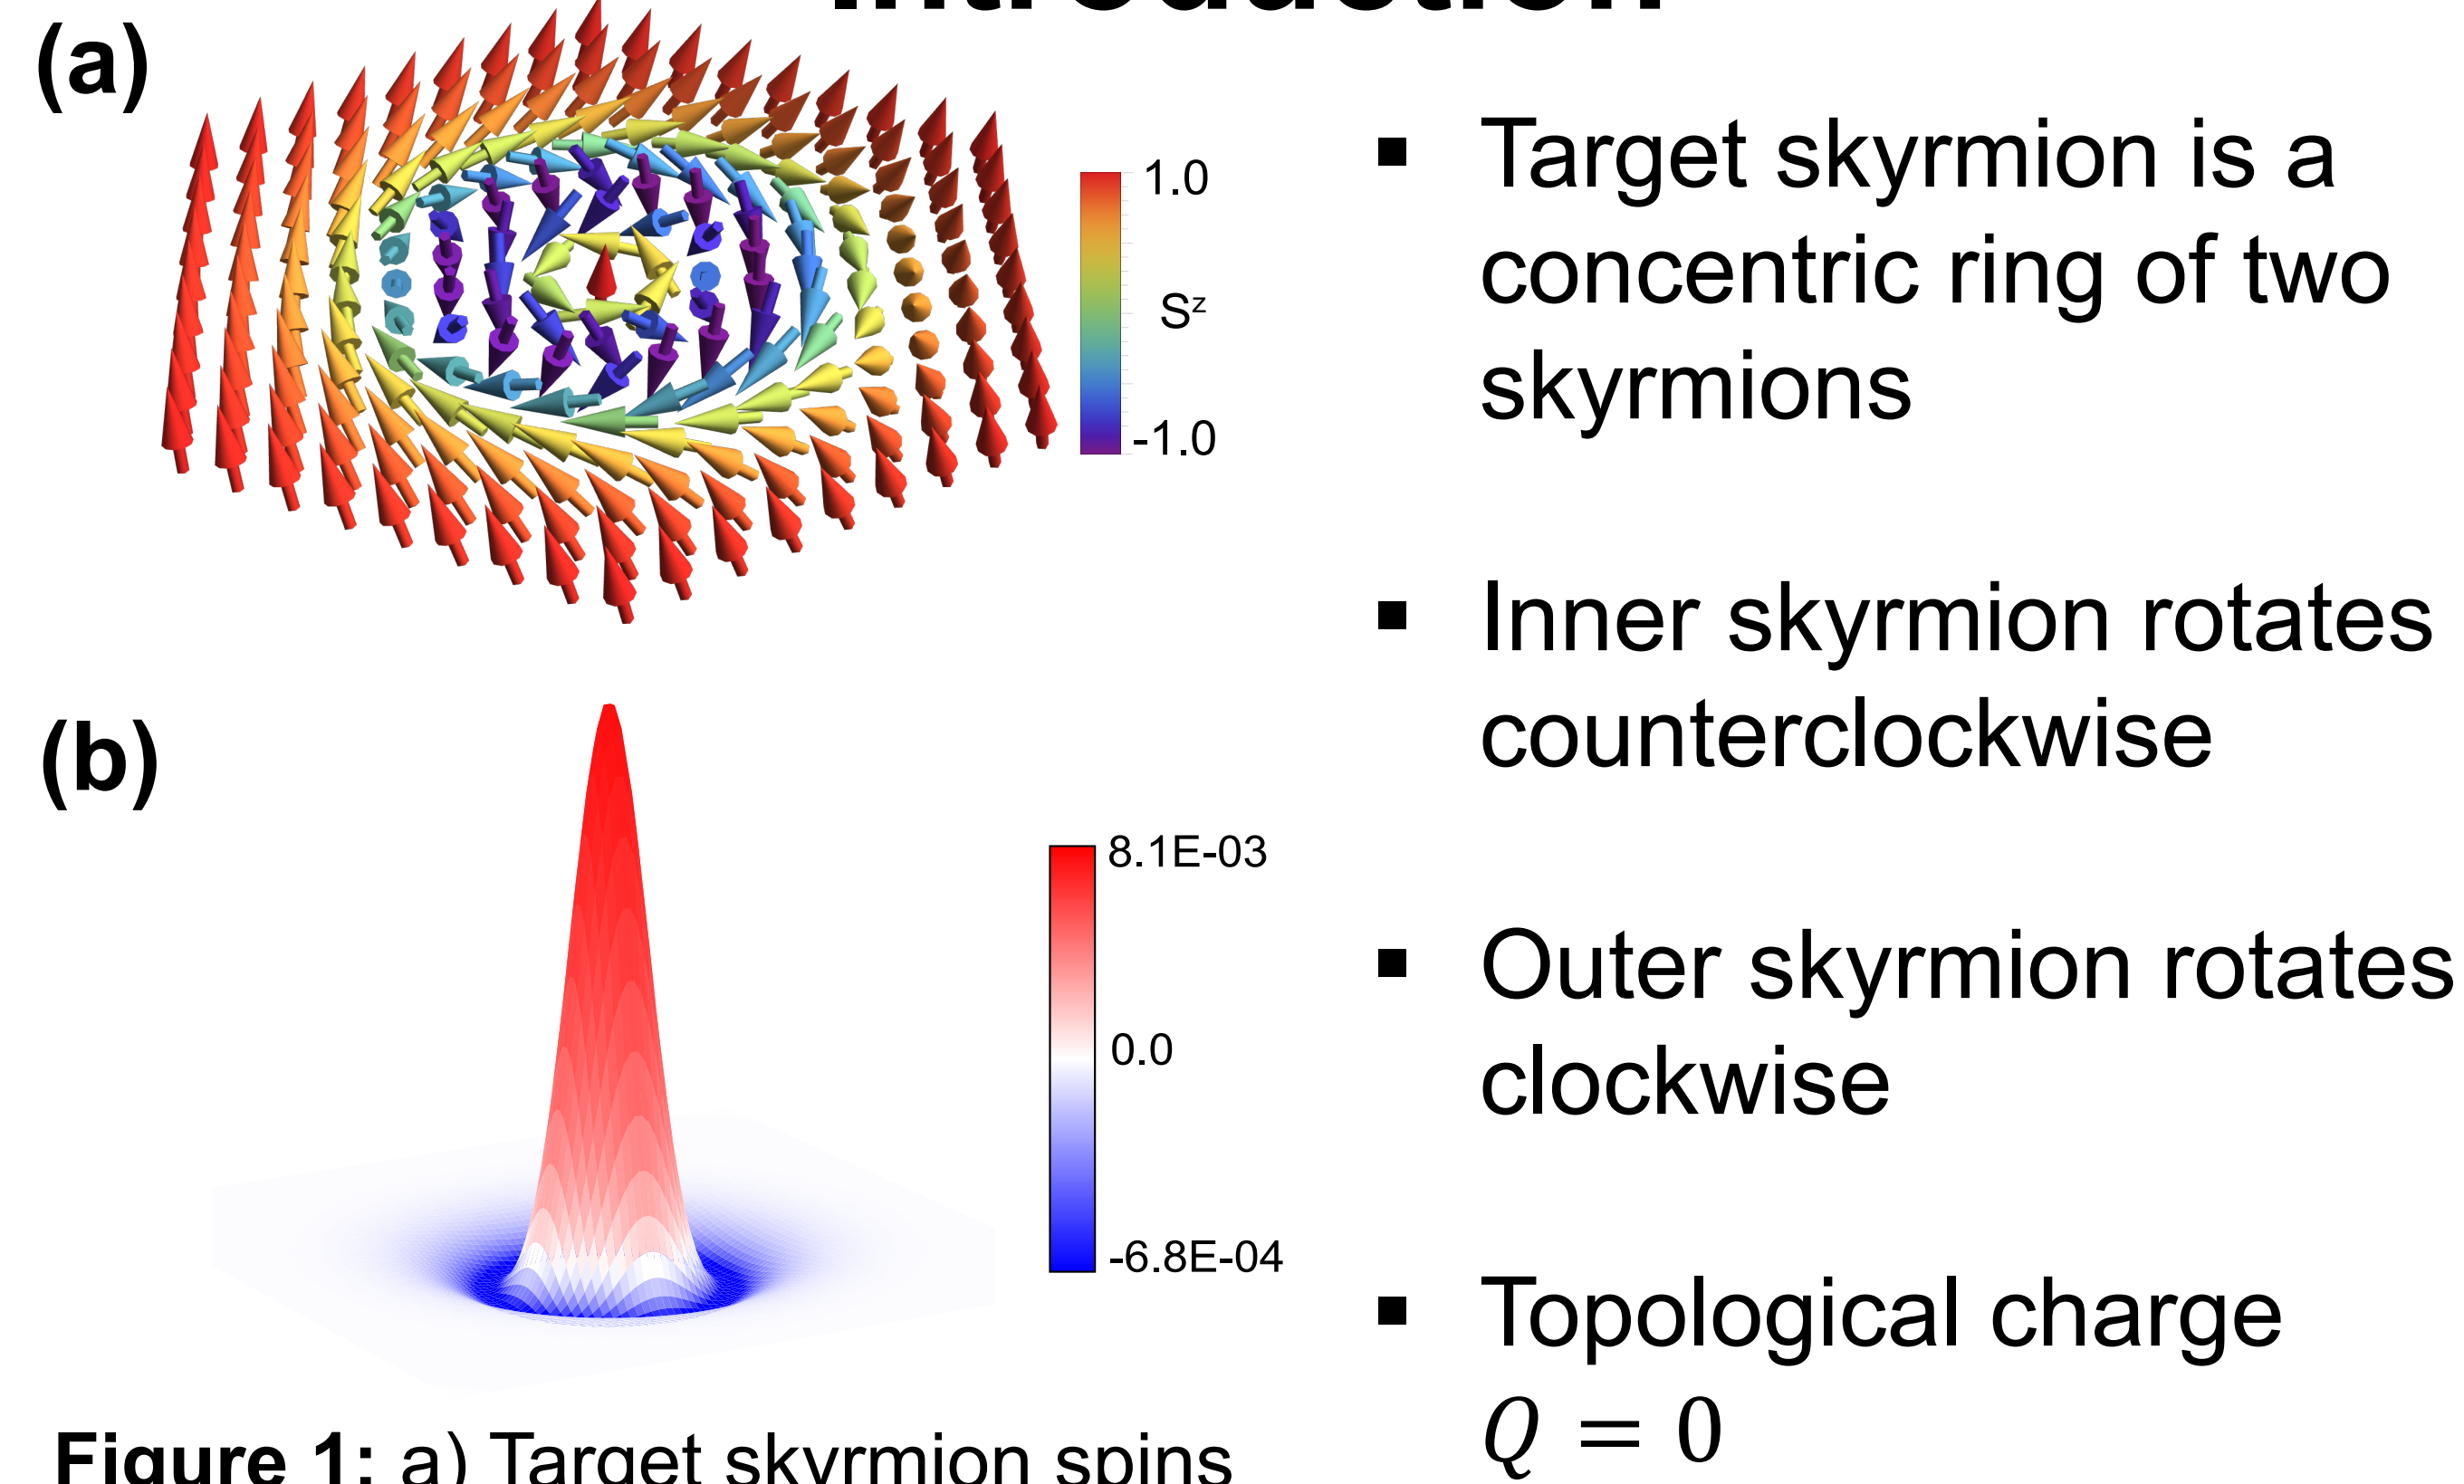 Introduction
(a)
1.0
Sᶻ
-1.0
(b)
8.1E-03
0.0
-6.8E-04
Figure 1: a) Target skyrmion spins
▪ Target skyrmion is a
concentric ring of two
skyrmions
▪ Inner skyrmion rotates
counterclockwise
▪ Outer skyrmion rotates
clockwise
▪ Topological charge
Q = 0